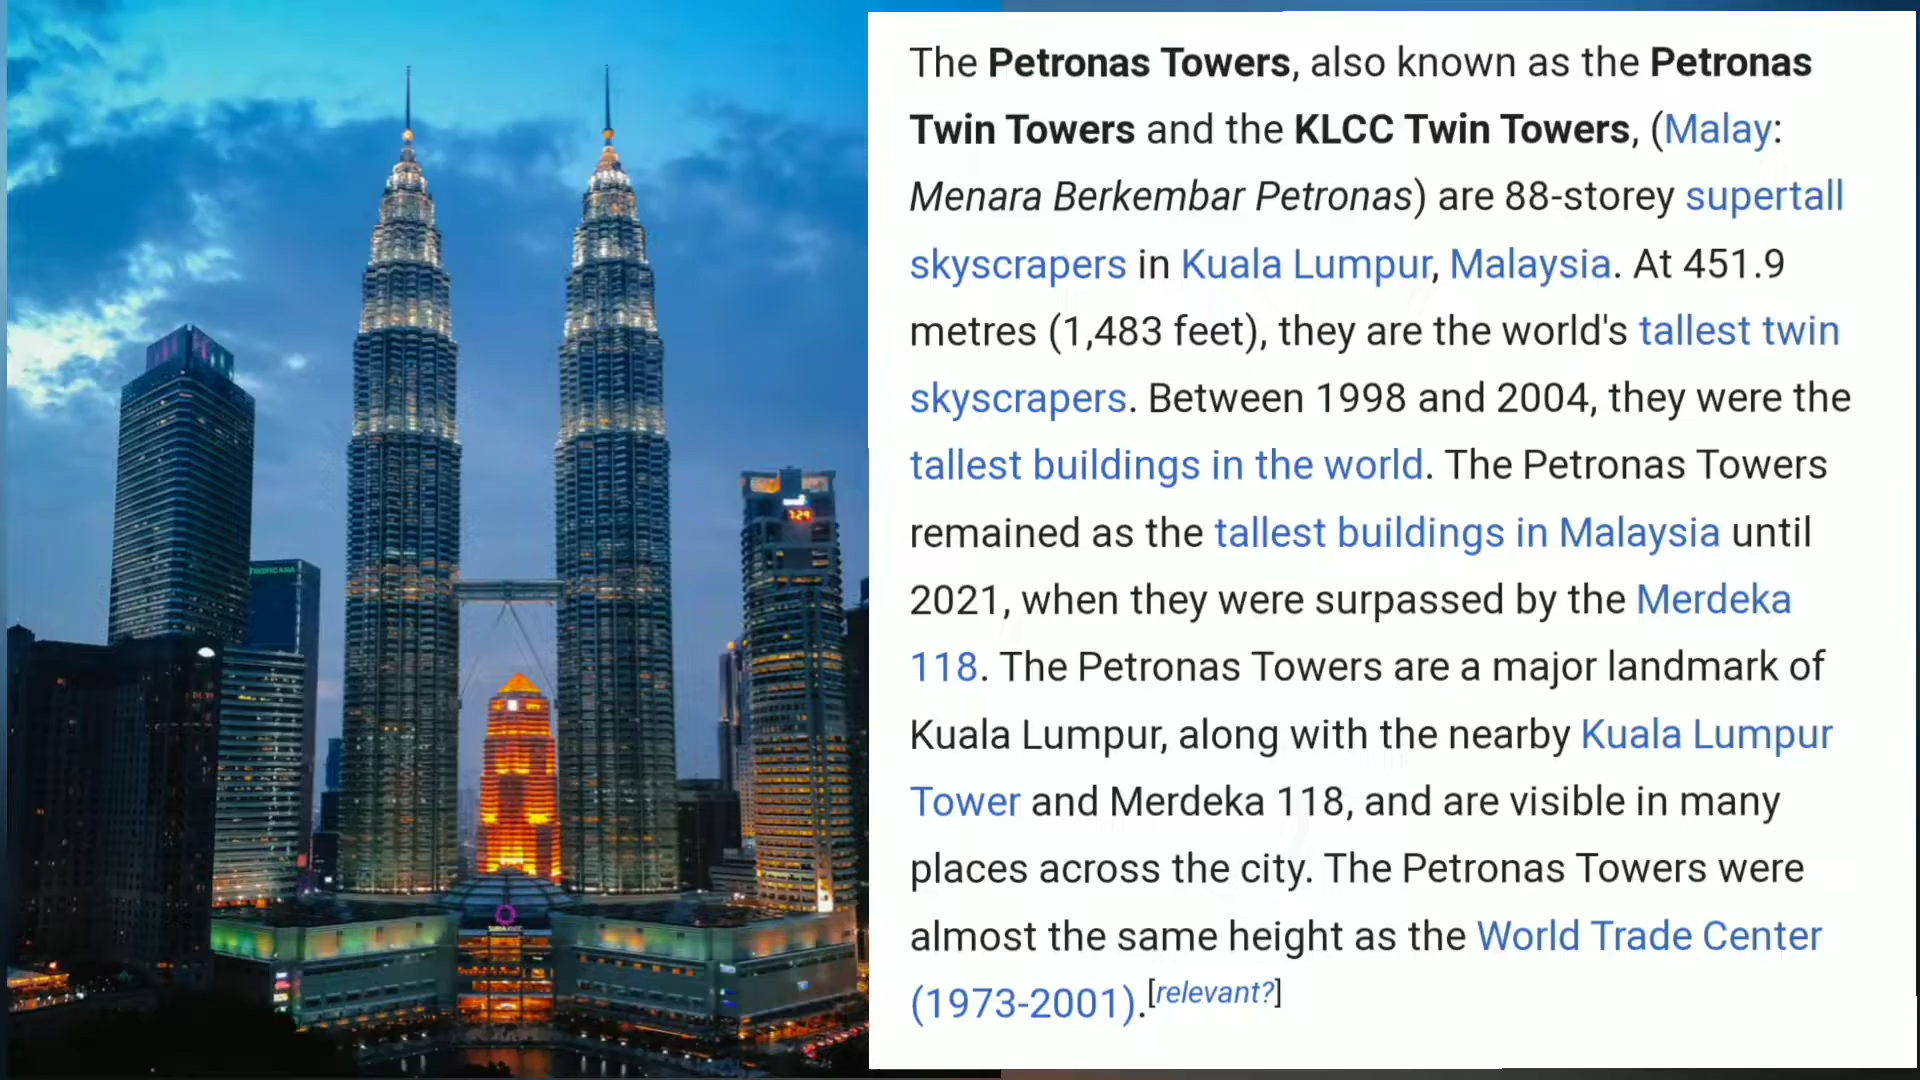 The Petronas Towers, also known as the Petronas
Twin Towers and the KLCC Twin Towers, (Malay:
Menara Berkembar Petronas) are 88-storey supertall
skyscrapers in Kuala Lumpur, Malaysia. At 451.9
metres (1,483 feet), they are the world's tallest twin
skyscrapers. Between 1998 and 2004, they were the
tallest buildings in the world. The Petronas Towers
remained as the tallest buildings in Malaysia until
2021, when they were surpassed by the Merdeka
118. The Petronas Towers are a major landmark of
Kuala Lumpur, along with the nearby Kuala Lumpur
Tower and Merdeka 118, and are visible in many
places across the city. The Petronas Towers were
almost the same height as the World Trade Center
(1973-2001).[relevant?]
7:29
TROPICANA
SURIA KLCC